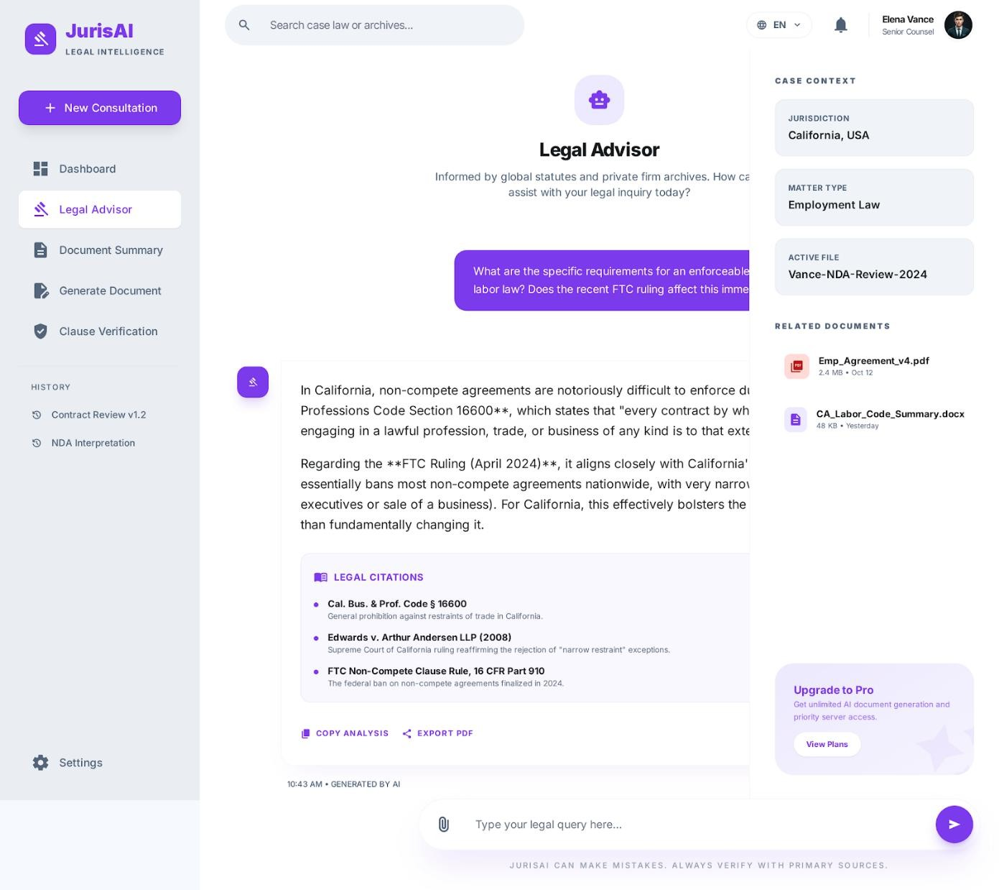 JurisAI
LEGAL INTELLIGENCE
New Consultation
Dashboard
Legal Advisor
Document Summary
Generate Document
Clause Verification
HISTORY
Contract Review v1.2
NDA Interpretation
Settings
Search case law or archives...
EN
Elena Vance
Senior Counsel
Legal Advisor
Informed by global statutes and private firm archives. How
assist with your legal inquiry today?
What are the specific requirements for an enforceable
labor law? Does the recent FTC ruling affect this
In California, non-compete agreements are notoriously difficult to enforce
Professions Code Section 16600**, which states that "every contract by
engaging in a lawful profession, trade, or business of any kind is to that
Regarding the **FTC Ruling (April 2024)**, it aligns closely with California'
essentially bans most non-compete agreements nationwide, with very
executives or sale of a business). For California, this effectively bolsters the
than fundamentally changing it.
LEGAL CITATIONS
Cal. Bus. & Prof. Code § 16600
General prohibition against restraints of trade in California.
Edwards v. Arthur Andersen LLP (2008)
Supreme Court of California ruling reaffirming the rejection of "narrow restraint" exceptions.
FTC Non-Compete Clause Rule, 16 CFR Part 910
The federal ban on non-compete agreements finalized in 2024.
COPY ANALYSIS
EXPORT PDF
10:43 AM • GENERATED BY AI
CASE CONTEXT
JURISDICTION
California, USA
MATTER TYPE
Employment Law
ACTIVE FILE
Vance-NDA-Review-2024
RELATED DOCUMENTS
PDF
Emp_Agreement_v4.pdf
2.4 MB • Oct 12
CA_Labor_Code_Summary.docx
48 KB • Yesterday
Upgrade to Pro
Get unlimited AI document generation and
priority server access.
View Plans
Type your legal query here...
JURISAI CAN MAKE MISTAKES. ALWAYS VERIFY WITH PRIMARY SOURCES.